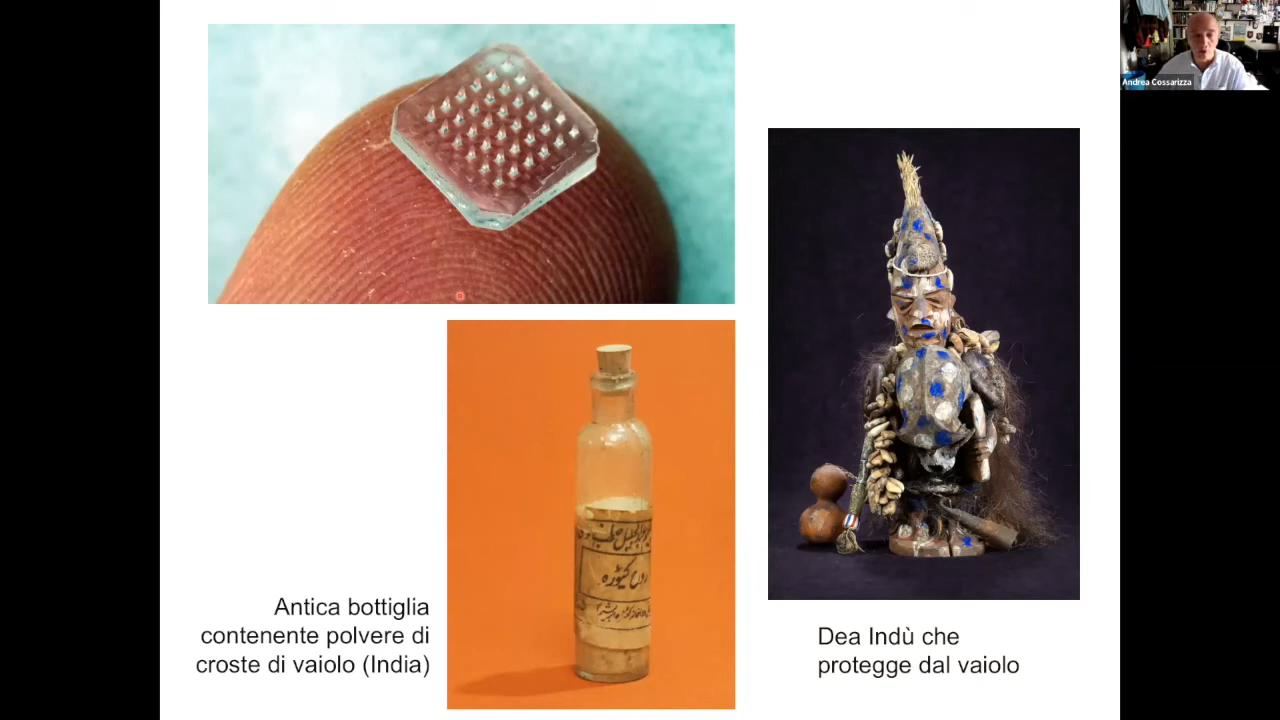 Andrea Cossarizza
Antica bottiglia
contenente polvere di
croste di vaiolo (India)
Dea Indù che
protegge dal vaiolo